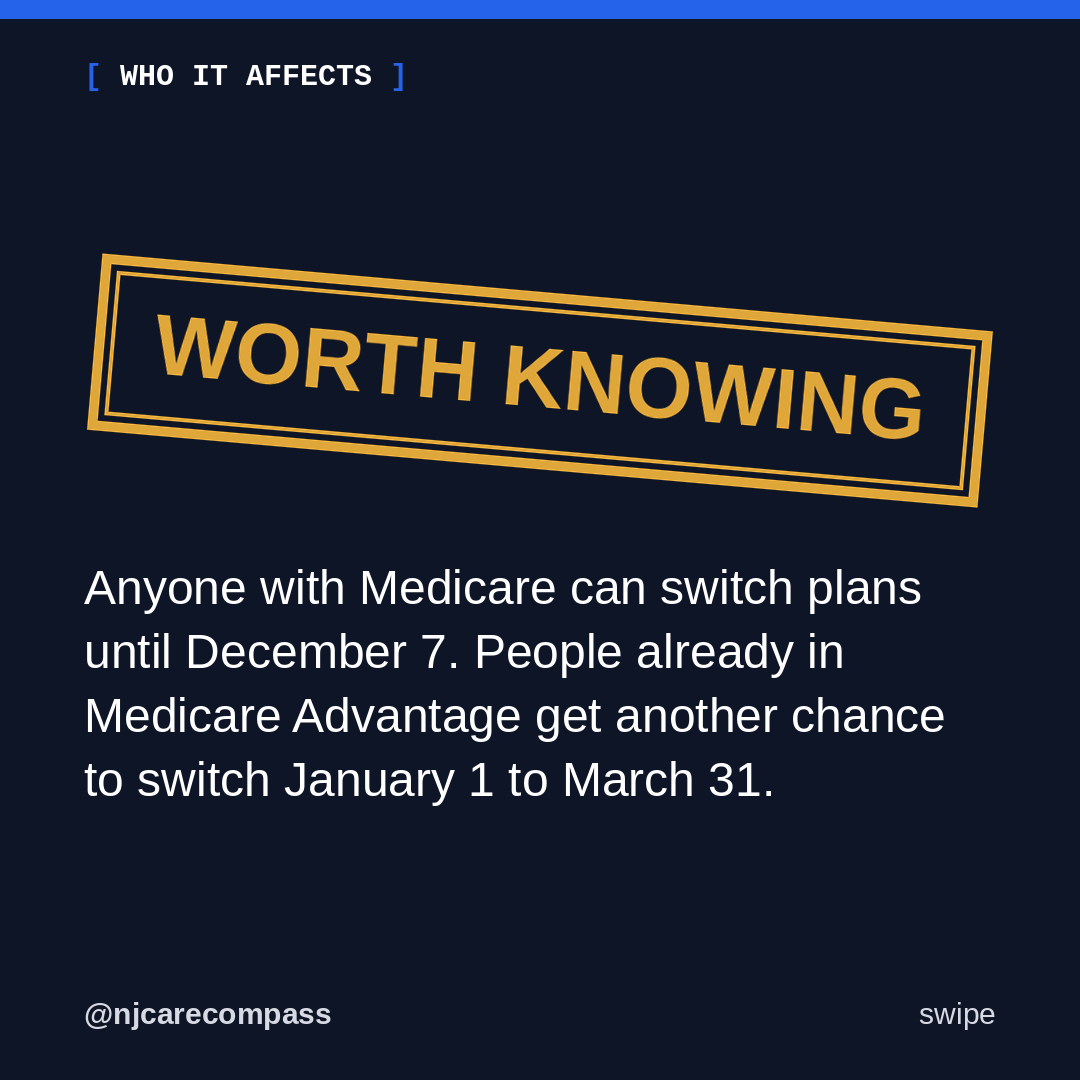 [ WHO IT AFFECTS ]
WORTH KNOWING
Anyone with Medicare can switch plans
until December 7. People already in
Medicare Advantage get another chance
to switch January 1 to March 31.
@njcarecompass
swipe